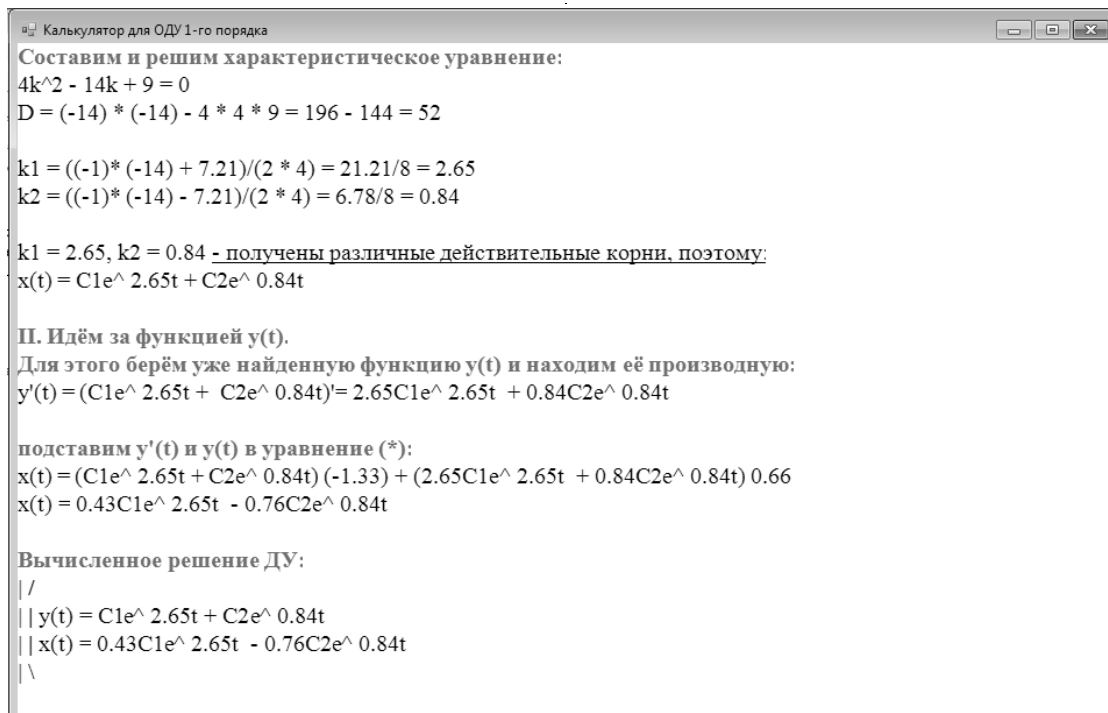 Калькулятор для ОДУ 1-го порядка
Составим и решим характеристическое уравнение:
4k^2 - 14k + 9 = 0
D = (-14) * (-14) - 4 * 4 * 9 = 196 - 144 = 52
k1 = ((-1)* (-14) + 7.21)/(2 * 4) = 21.21/8 = 2.65
k2 = ((-1)* (-14) - 7.21)/(2 * 4) = 6.78/8 = 0.84
k1 = 2.65, k2 = 0.84 - получены различные действительные корни, поэтому:
x(t) = C1e^ 2.65t + C2e^ 0.84t
II. Идём за функцией y(t).
Для этого берём уже найденную функцию y(t) и находим её производную:
y'(t) = (C1e^ 2.65t +  C2e^ 0.84t)'= 2.65C1e^ 2.65t  + 0.84C2e^ 0.84t
подставим y'(t) и y(t) в уравнение (*):
x(t) = (C1e^ 2.65t + C2e^ 0.84t) (-1.33) + (2.65C1e^ 2.65t  + 0.84C2e^ 0.84t) 0.66
x(t) = 0.43C1e^ 2.65t  - 0.76C2e^ 0.84t
Вычисленное решение ДУ:
| /
| | y(t) = C1e^ 2.65t + C2e^ 0.84t
| | x(t) = 0.43C1e^ 2.65t  - 0.76C2e^ 0.84t
| \